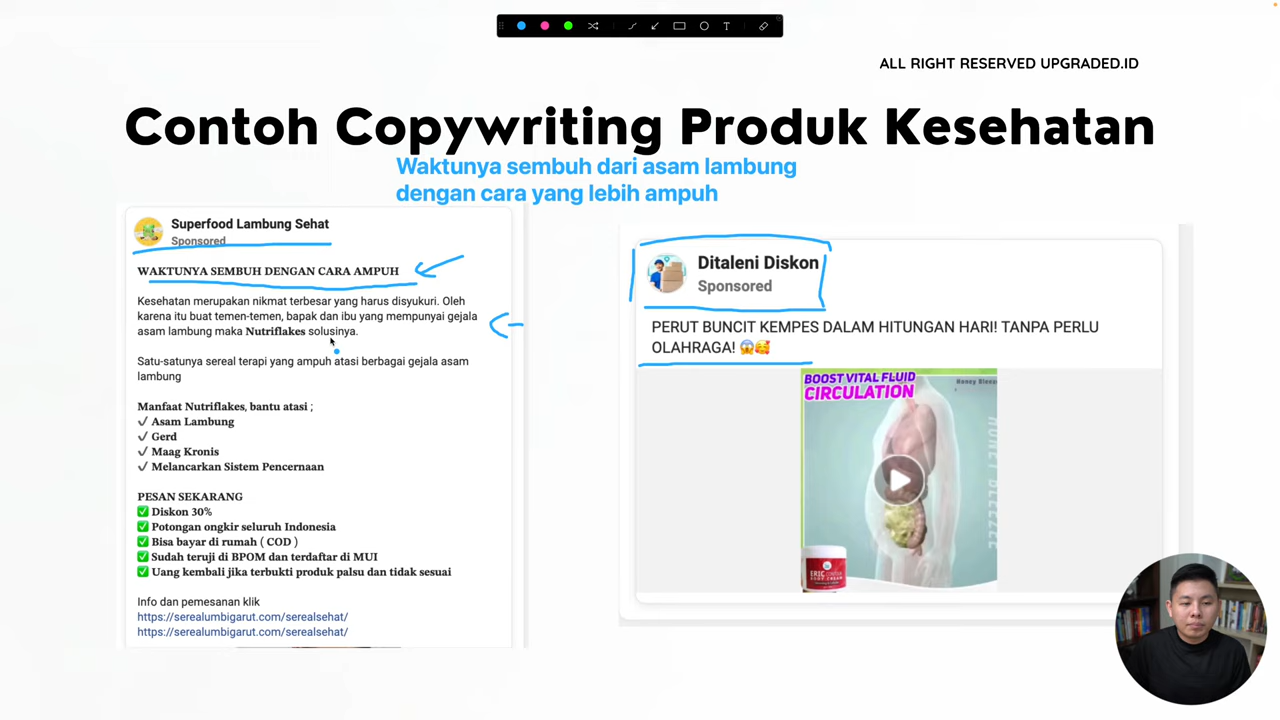 T
ALL RIGHT RESERVED UPGRADED.ID
Contoh Copywriting Produk Kesehatan
Waktunya sembuh dari asam lambung
dengan cara yang lebih ampuh
Superfood Lambung Sehat
Sponsored
WAKTUNYA SEMBUH DENGAN CARA AMPUH
Kesehatan merupakan nikmat terbesar yang harus disyukuri. Oleh
karena itu buat temen-temen, bapak dan ibu yang mempunyai gejala
asam lambung maka Nutriflakes solusinya.
Satu-satunya sereal terapi yang ampuh atasi berbagai gejala asam
lambung
Manfaat Nutriflakes, bantu atasi ;
✓ Asam Lambung
✓ Gerd
✓ Maag Kronis
✓ Melancarkan Sistem Pencernaan
PESAN SEKARANG
✅ Diskon 30%
✅ Potongan ongkir seluruh Indonesia
✅ Bisa bayar di rumah ( COD )
✅ Sudah teruji di BPOM dan terdaftar di MUI
✅ Uang kembali jika terbukti produk palsu dan tidak sesuai
Info dan pemesanan klik
https://serealumbigarut.com/serealsehat/
https://serealumbigarut.com/serealsehat/
Ditaleni Diskon
Sponsored
PERUT BUNCIT KEMPES DALAM HITUNGAN HARI! TANPA PERLU
OLAHRAGA! 😱🥰
BOOST VITAL FLUID
CIRCULATION
ERIC